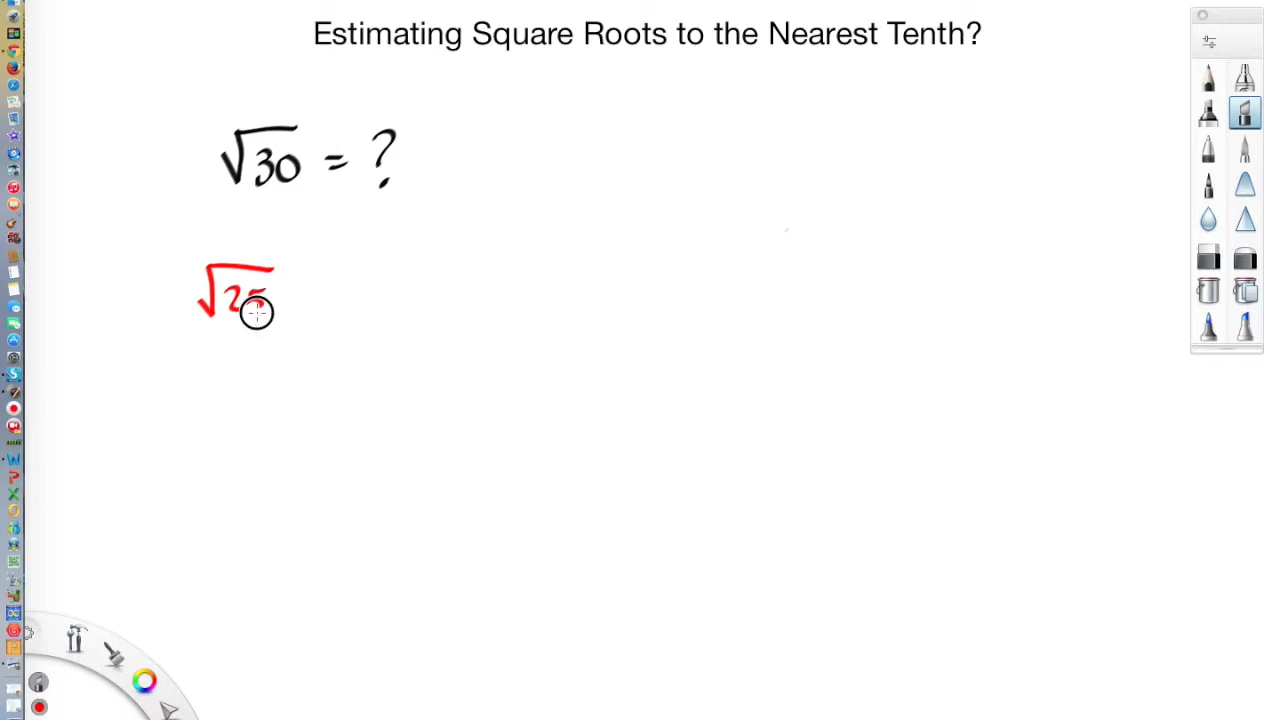 Estimating Square Roots to the Nearest Tenth?
√30 = ?
√25